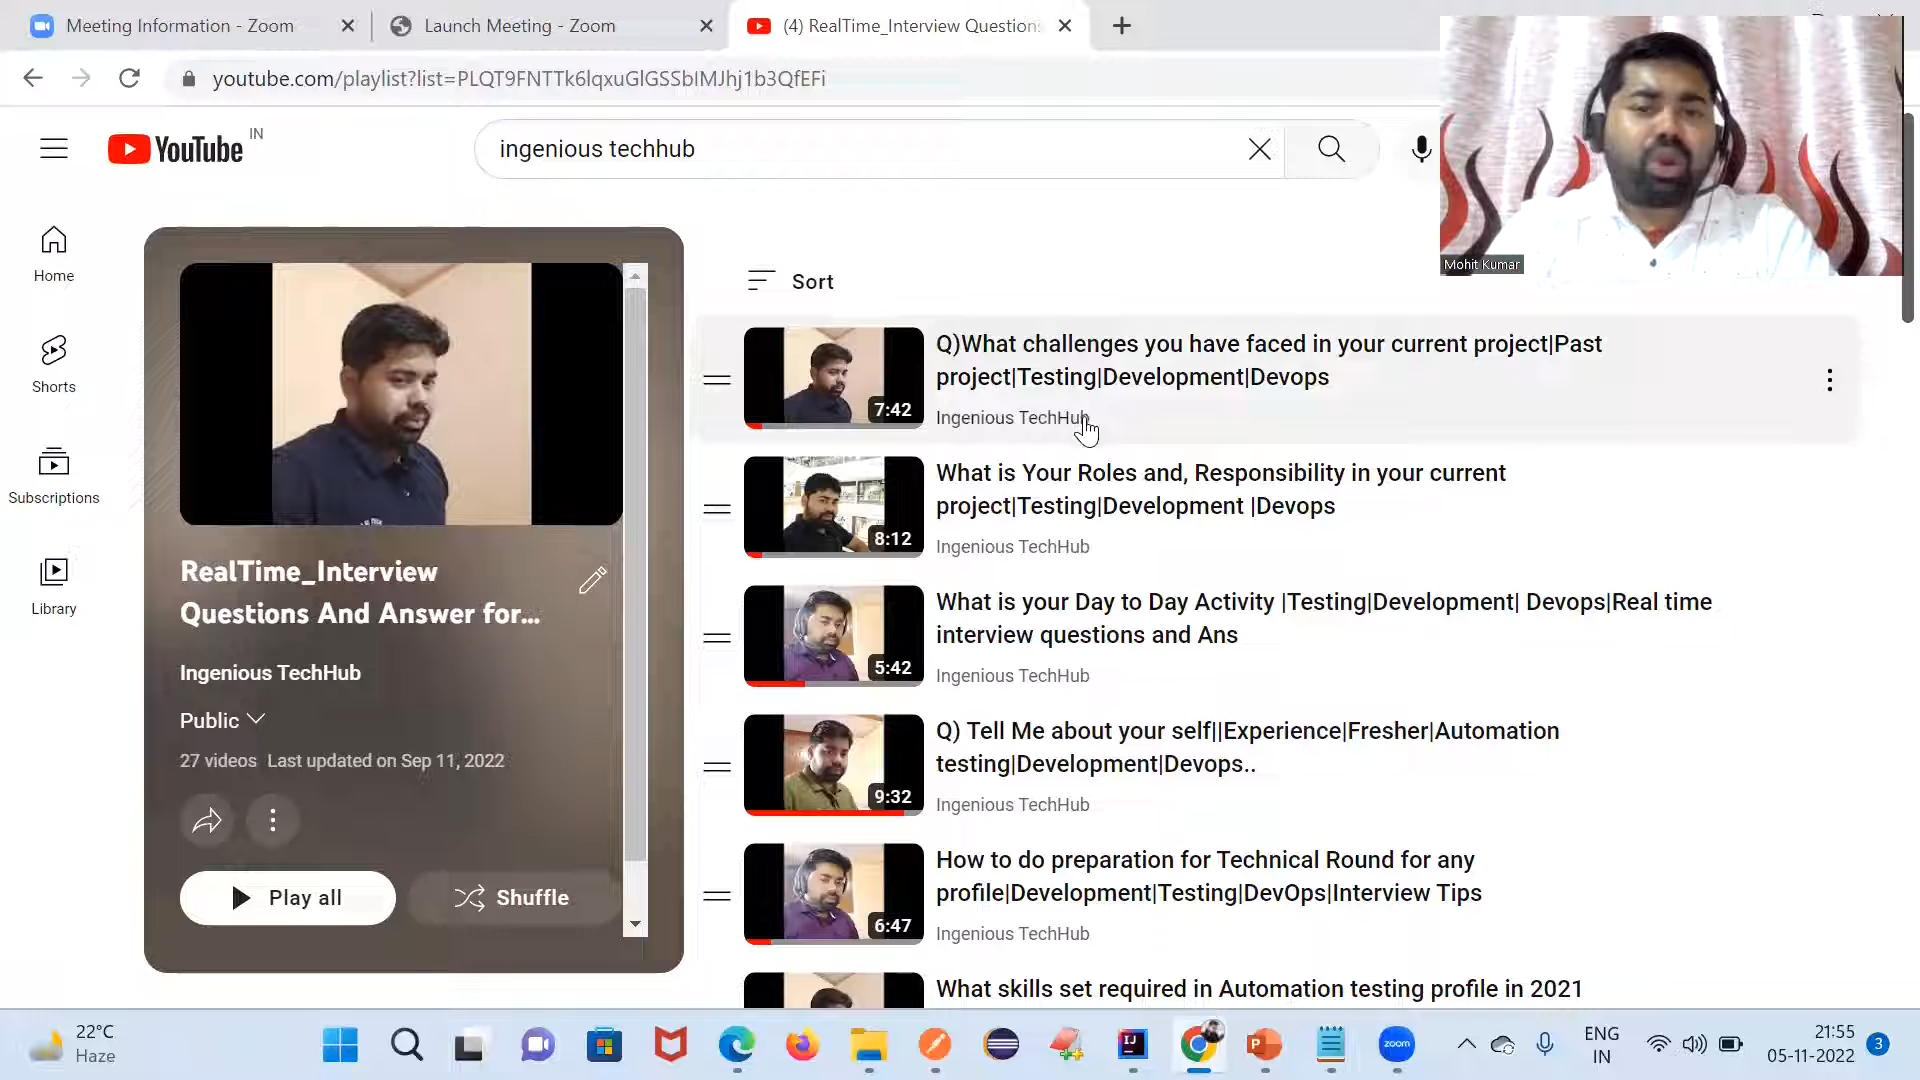 Meeting Information - Zoom
Launch Meeting - Zoom
(4) RealTime_Interview Question
youtube.com/playlist?list=PLQT9FNTTk6lqxuGlGSSbIMJhj1b3QfEFi
YouTube
IN
ingenious techhub
Mohit Kumar
Home
Shorts
Subscriptions
Library
RealTime_Interview
Questions And Answer for...
Ingenious TechHub
Public
27 videos Last updated on Sep 11, 2022
Play all
Shuffle
Sort
7:42
Q)What challenges you have faced in your current project|Past
project|Testing|Development|Devops
Ingenious TechHub
8:12
What is Your Roles and, Responsibility in your current
project|Testing|Development |Devops
Ingenious TechHub
5:42
What is your Day to Day Activity |Testing|Development| Devops|Real time
interview questions and Ans
Ingenious TechHub
9:32
Q) Tell Me about your self||Experience|Fresher|Automation
testing|Development|Devops..
Ingenious TechHub
6:47
How to do preparation for Technical Round for any
profile|Development|Testing|DevOps|Interview Tips
Ingenious TechHub
What skills set required in Automation testing profile in 2021
22°C
Haze
IJ
P
zoom
ENG
IN
21:55
05-11-2022
3